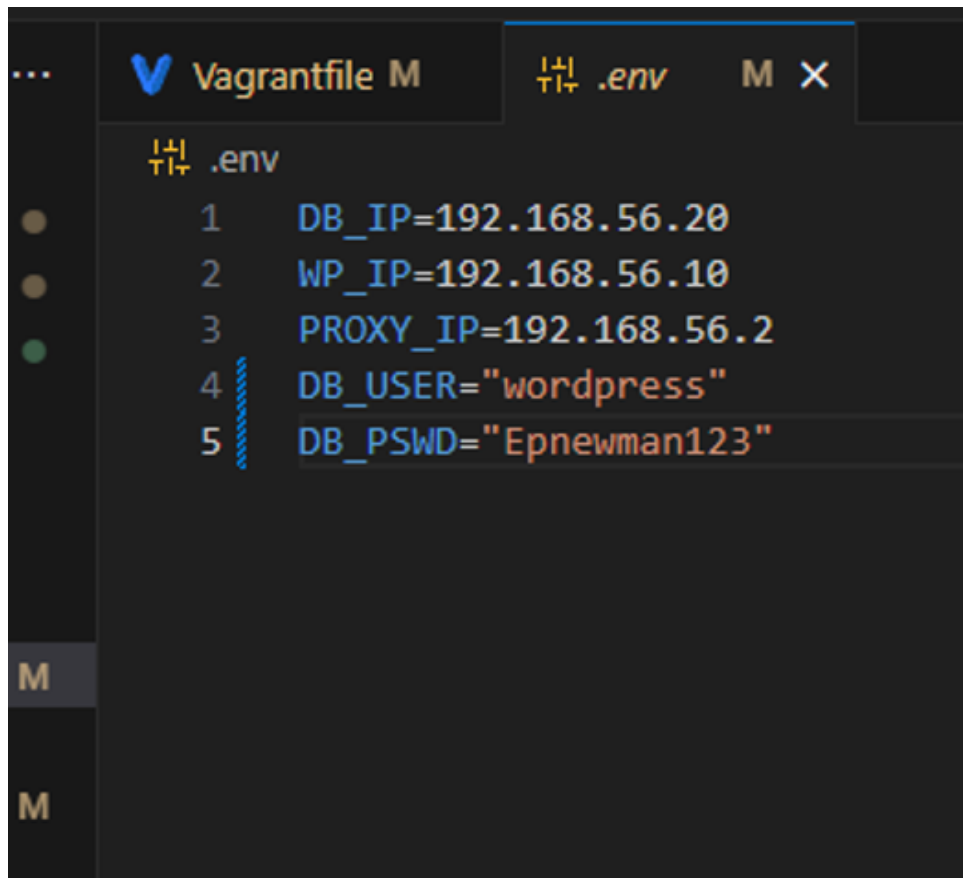 ... Vagrantfile M .env M ×
.env
1 DB_IP=192.168.56.20
2 WP_IP=192.168.56.10
3 PROXY_IP=192.168.56.2
4 DB_USER="wordpress"
5 DB_PSWD="Epnewman123"
M
M